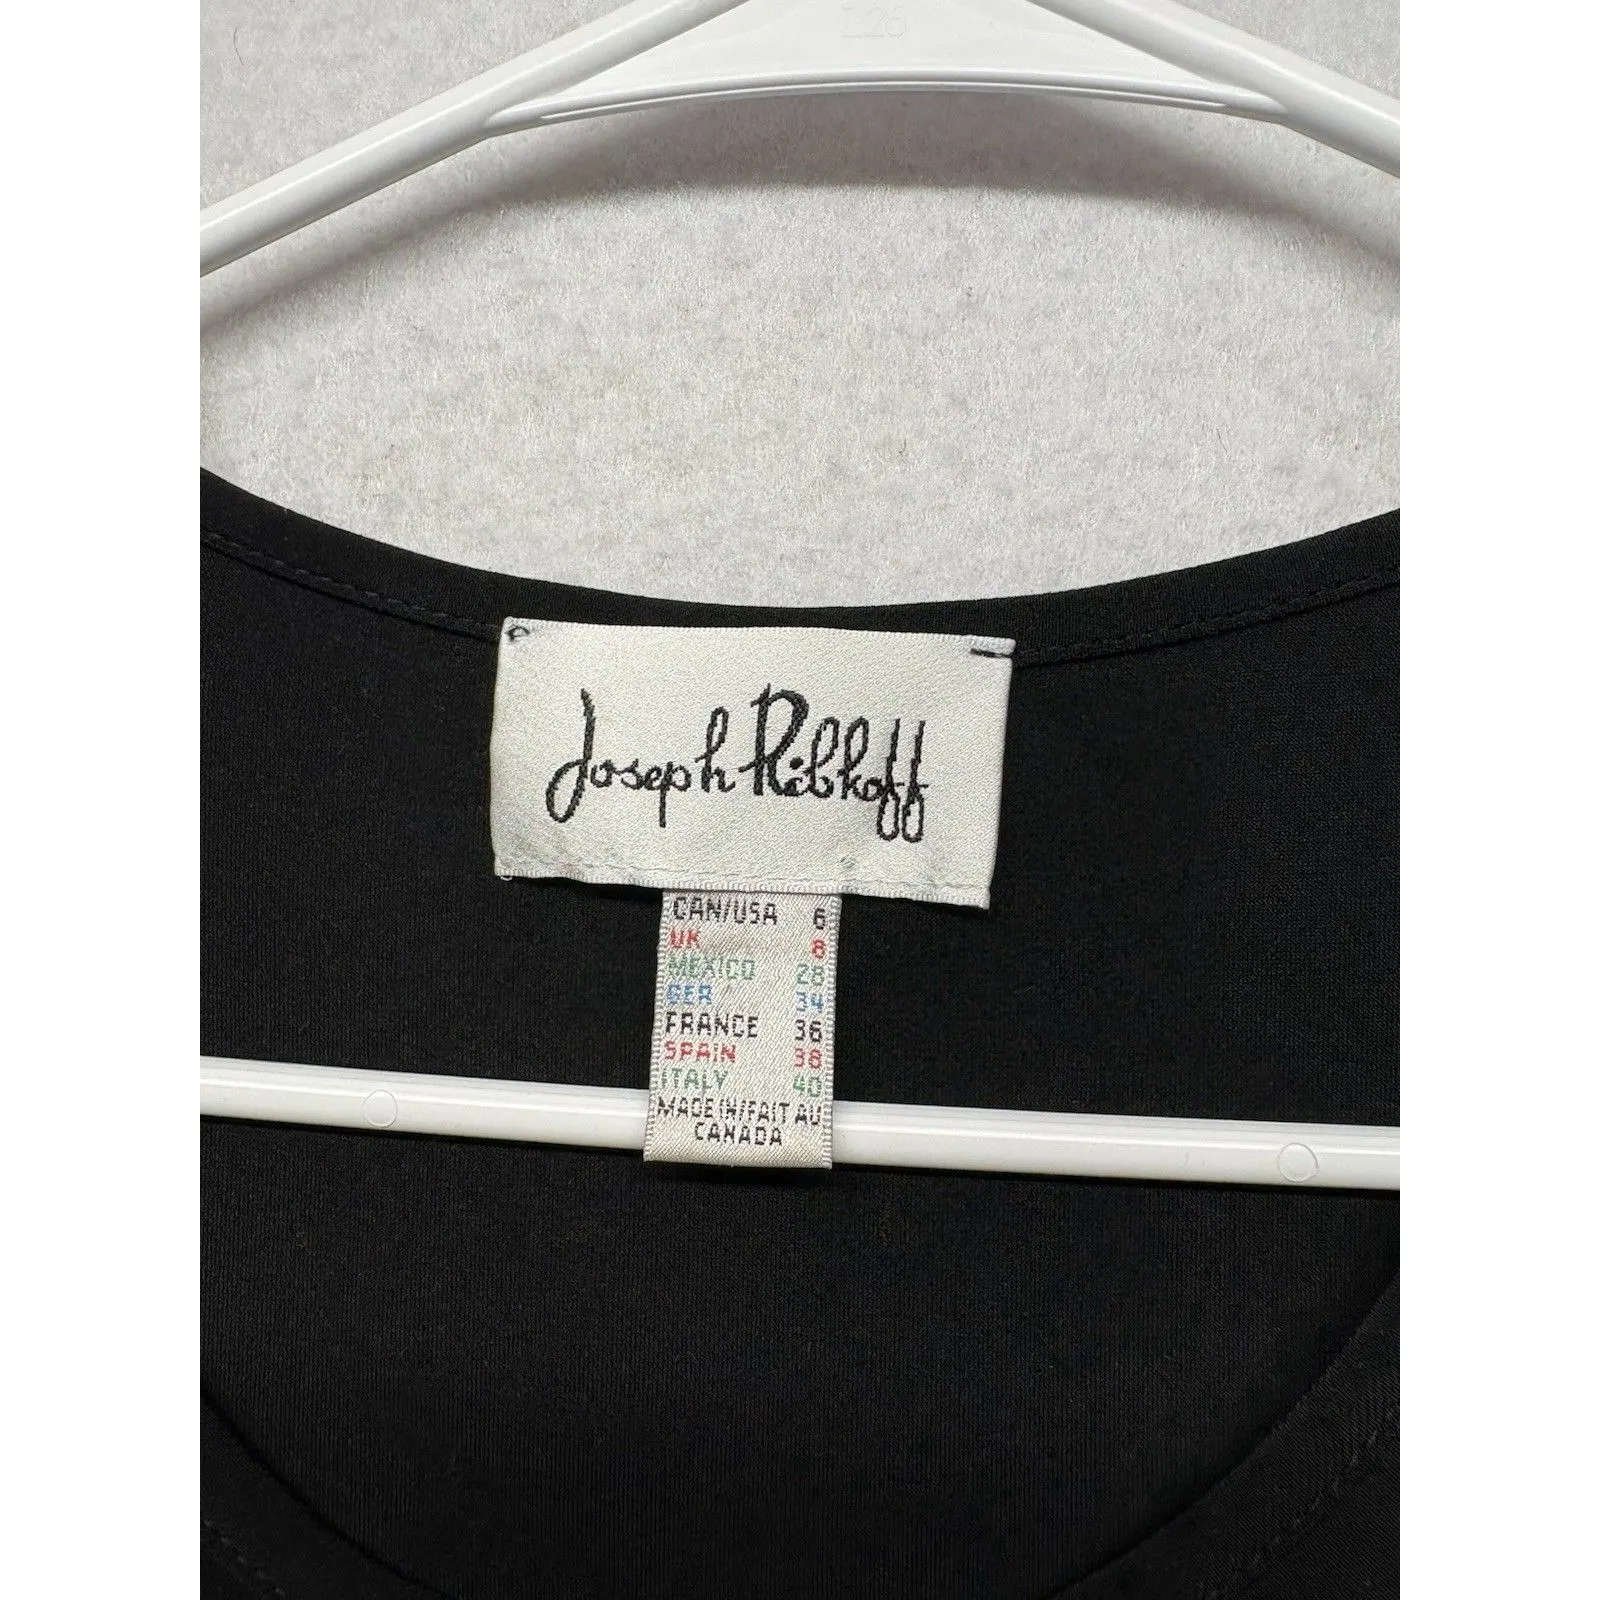 Joseph Ribkoff
CAN/USA 6
UK 8
MEXICO 28
GER 34
FRANCE 36
SPAIN 38
ITALY 40
MADE IN/FAIT AU
CANADA